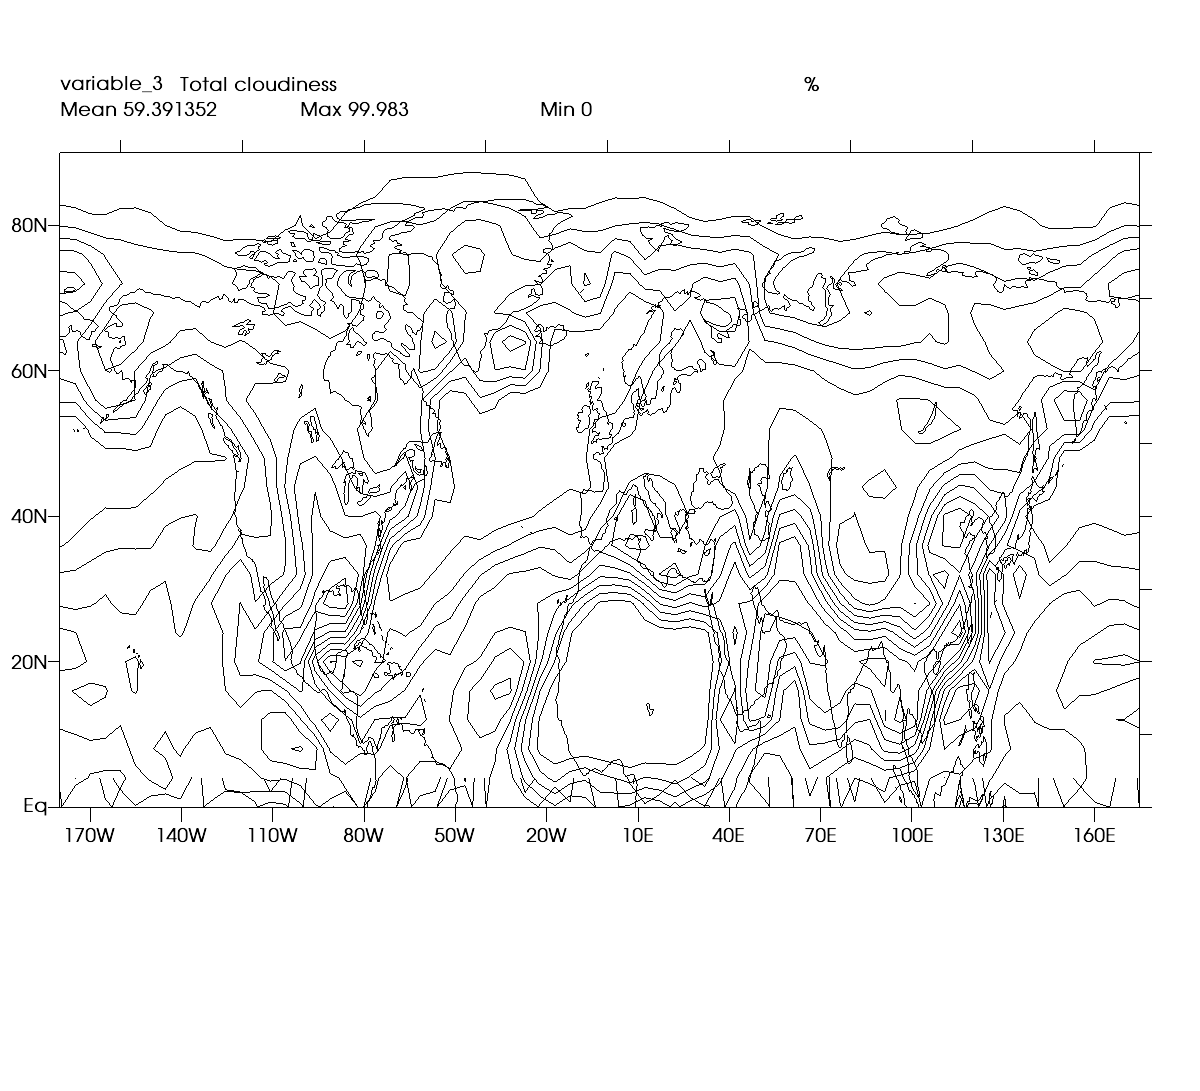 variable_3 Total cloudiness %
Mean 59.391352 Max 99.983 Min 0
80N
60N
40N
20N
Eq
170W 140W 110W 80W 50W 20W 10E 40E 70E 100E 130E 160E